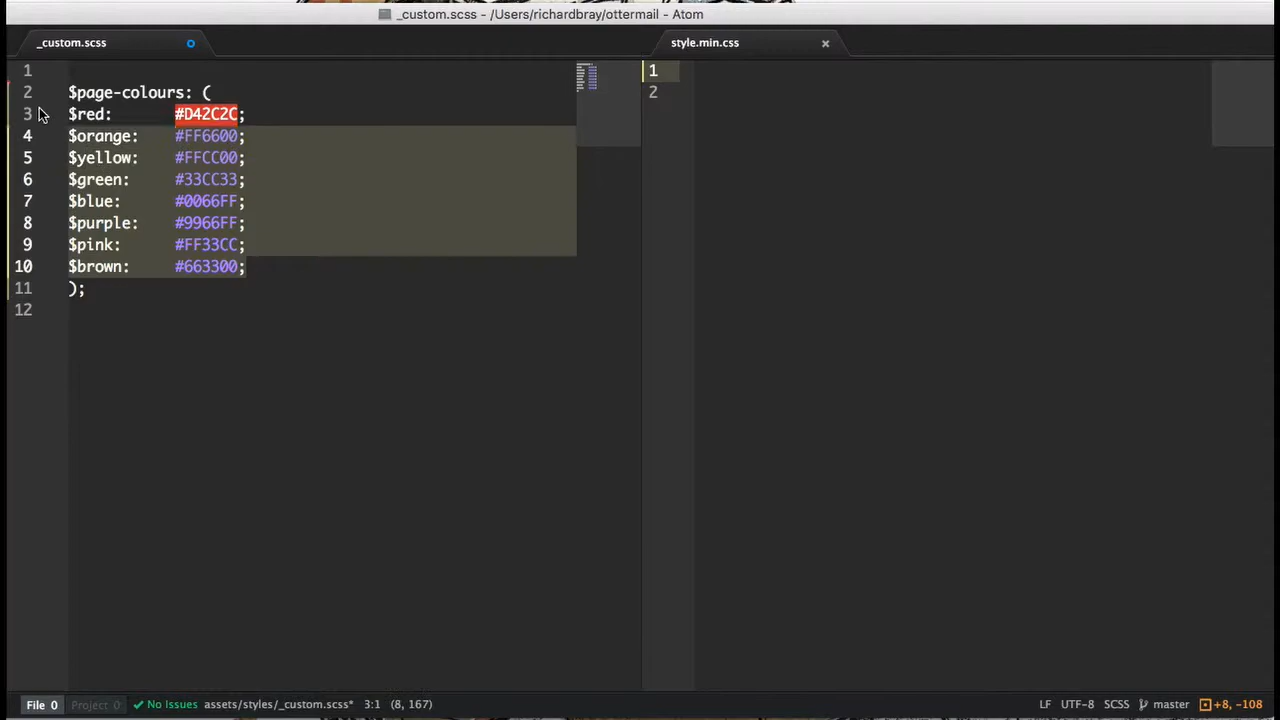 _custom.scss - /Users/richardbray/ottermail - Atom
_custom.scss
style.min.css
1
2 $page-colours: (
3 $red: #D42C2C;
4 $orange: #FF6600;
5 $yellow: #FFCC00;
6 $green: #33CC33;
7 $blue: #0066FF;
8 $purple: #9966FF;
9 $pink: #FF33CC;
10 $brown: #663300;
11 );
12
1
2
File 0 Project 0 No Issues assets/styles/_custom.scss* 3:1 (8, 167) LF UTF-8 SCSS master +8, -108